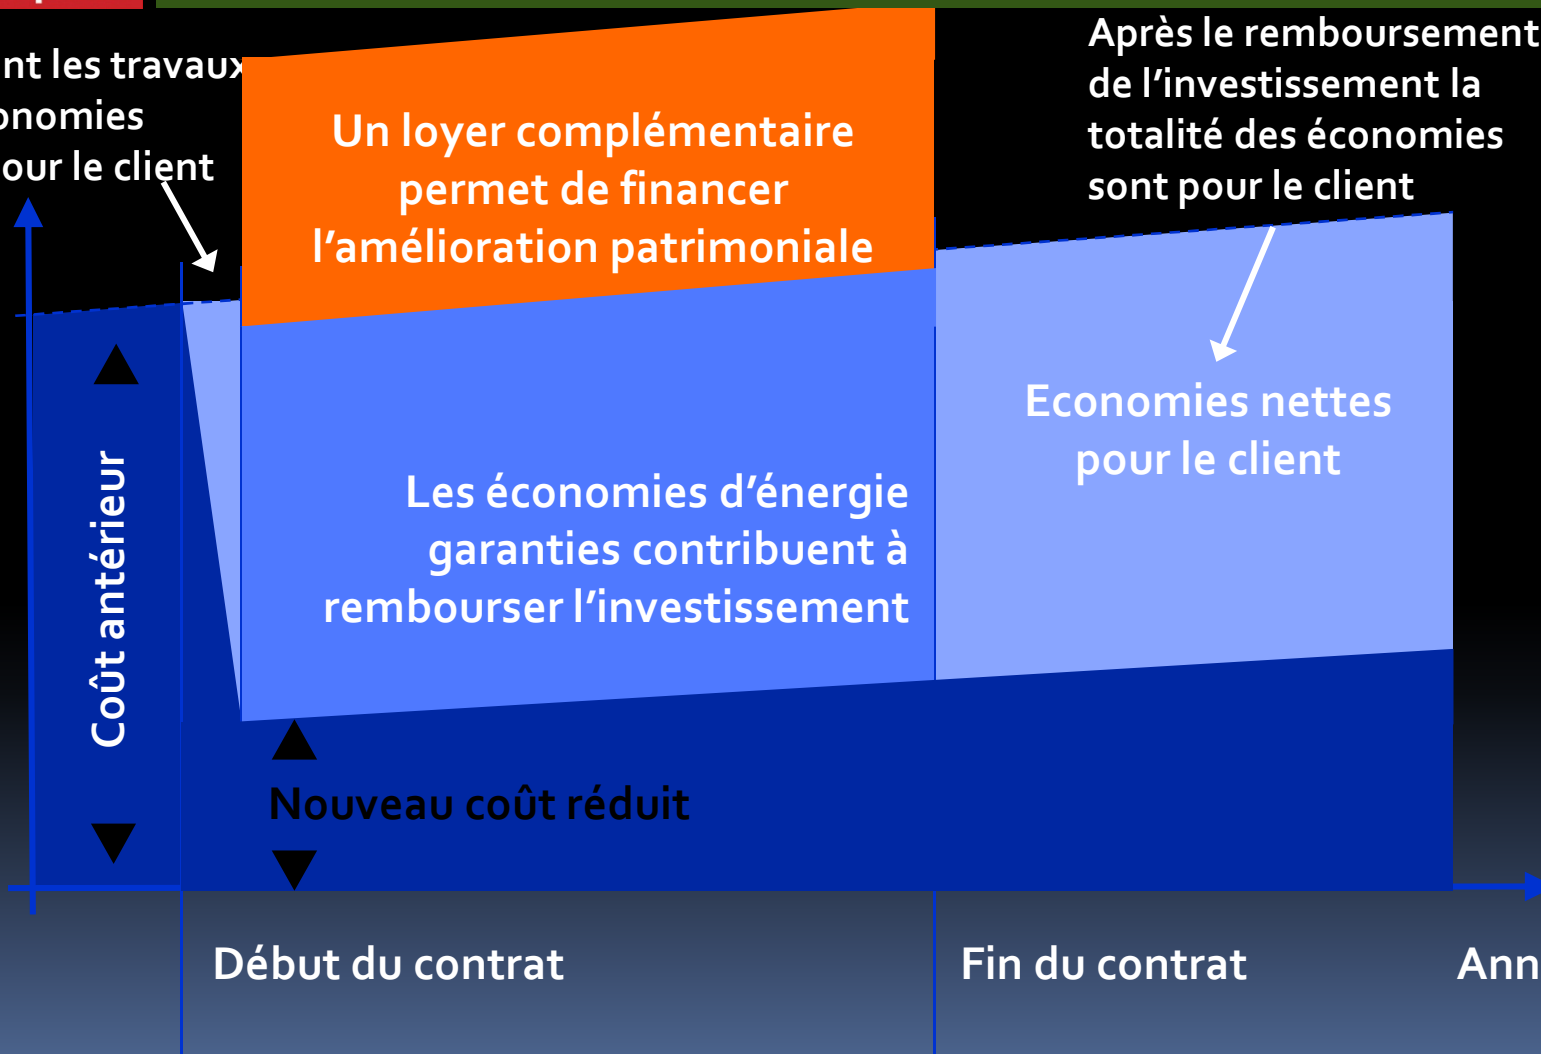 nt les travaux
onomies
our le client
Un loyer complémentaire
permet de financer
l’amélioration patrimoniale
Après le remboursement
de l’investissement la
totalité des économies
sont pour le client
Economies nettes
pour le client
Les économies d’énergie
garanties contribuent à
rembourser l’investissement
Coût antérieur
Nouveau coût réduit
Début du contrat
Fin du contrat
Ann